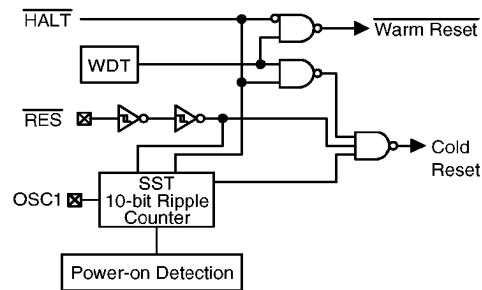 HALT
Warm Reset
WDT
RES
Cold
Reset
SST
OSC1
10-bit Ripple
Counter
Power-on Detection